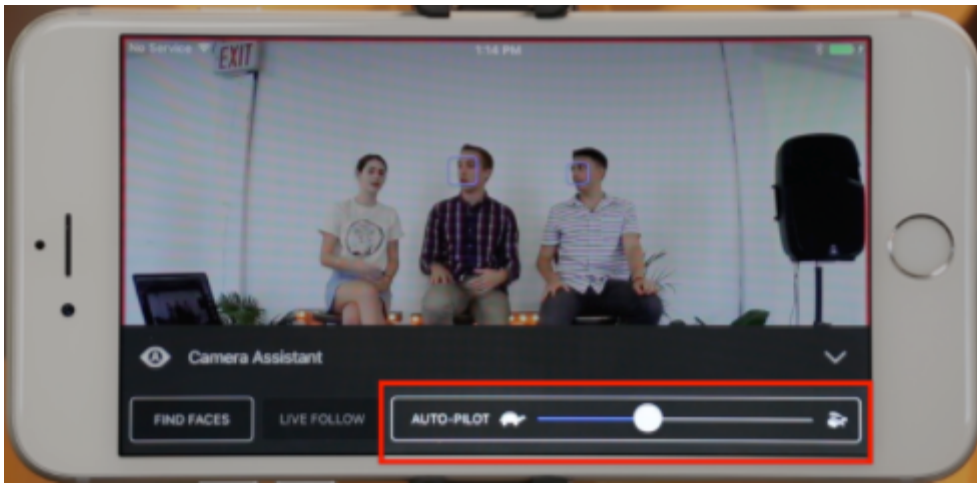 No Service
EXIT
1:14 PM
Camera Assistant
FIND FACES
LIVE FOLLOW
AUTO-PILOT